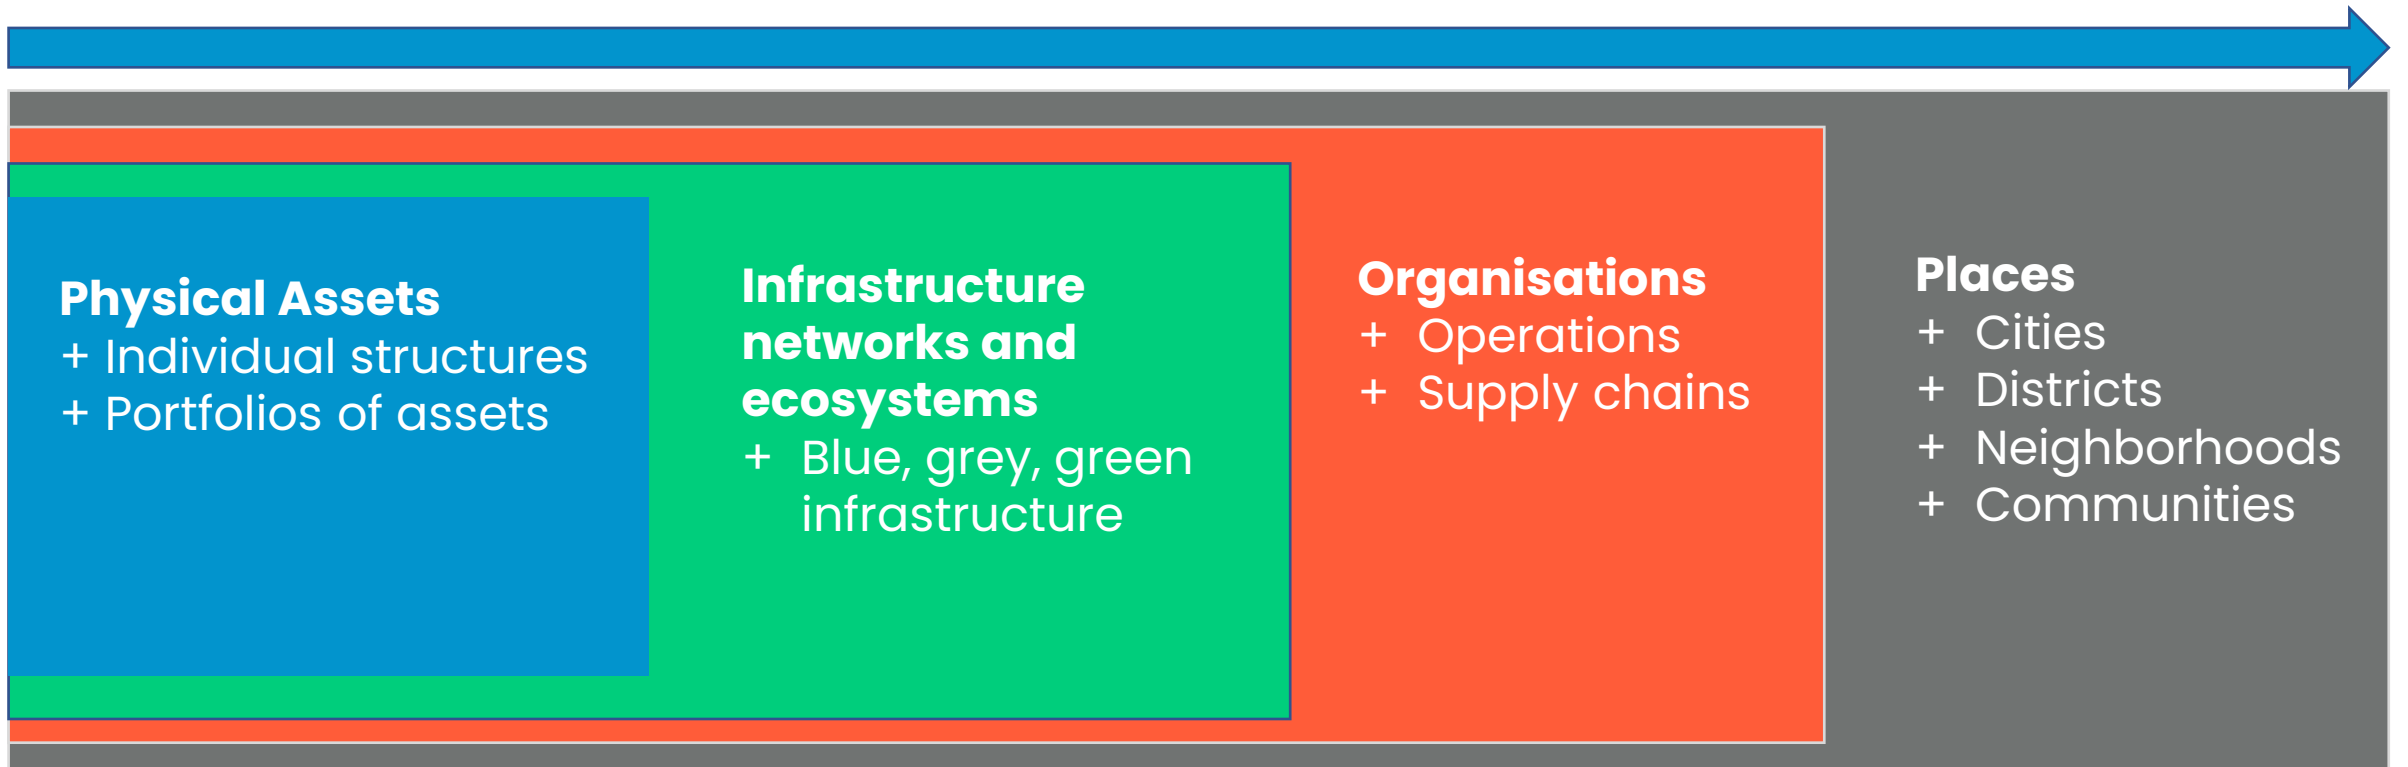 Physical Assets
+ Individual structures
+ Portfolios of assets
Infrastructure
networks and
ecosystems
+ Blue, grey, green
infrastructure
Organisations
+ Operations
+ Supply chains
Places
+ Cities
+ Districts
+ Neighborhoods
+ Communities